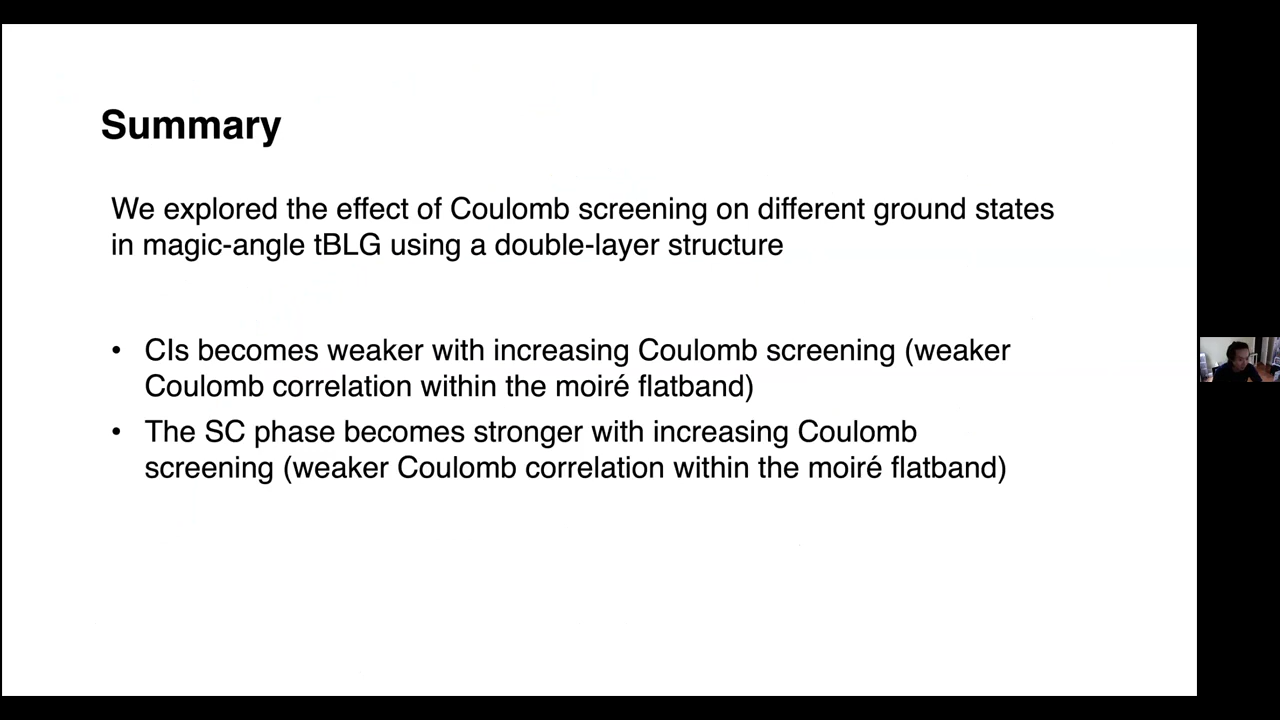 Summary
We explored the effect of Coulomb screening on different ground states
in magic-angle tBLG using a double-layer structure
• CIs becomes weaker with increasing Coulomb screening (weaker
Coulomb correlation within the moiré flatband)
• The SC phase becomes stronger with increasing Coulomb
screening (weaker Coulomb correlation within the moiré flatband)